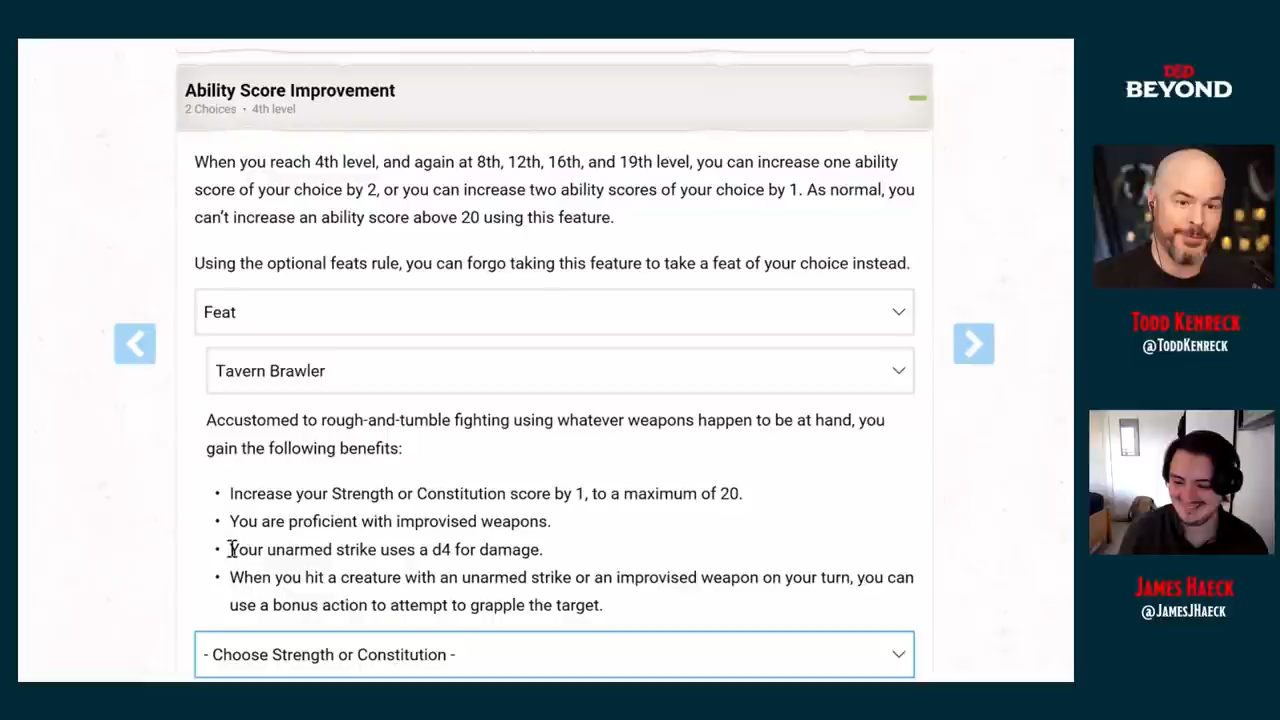 Ability Score Improvement
2 Choices • 4th level
When you reach 4th level, and again at 8th, 12th, 16th, and 19th level, you can increase one ability
score of your choice by 2, or you can increase two ability scores of your choice by 1. As normal, you
can't increase an ability score above 20 using this feature.
Using the optional feats rule, you can forgo taking this feature to take a feat of your choice instead.
Feat
Tavern Brawler
Accustomed to rough-and-tumble fighting using whatever weapons happen to be at hand, you
gain the following benefits:
• Increase your Strength or Constitution score by 1, to a maximum of 20.
• You are proficient with improvised weapons.
• Your unarmed strike uses a d4 for damage.
• When you hit a creature with an unarmed strike or an improvised weapon on your turn, you can
use a bonus action to attempt to grapple the target.
- Choose Strength or Constitution -
D&D
BEYOND
Todd Kenreck
@ToddKenreck
James Haeck
@JamesJHaeck